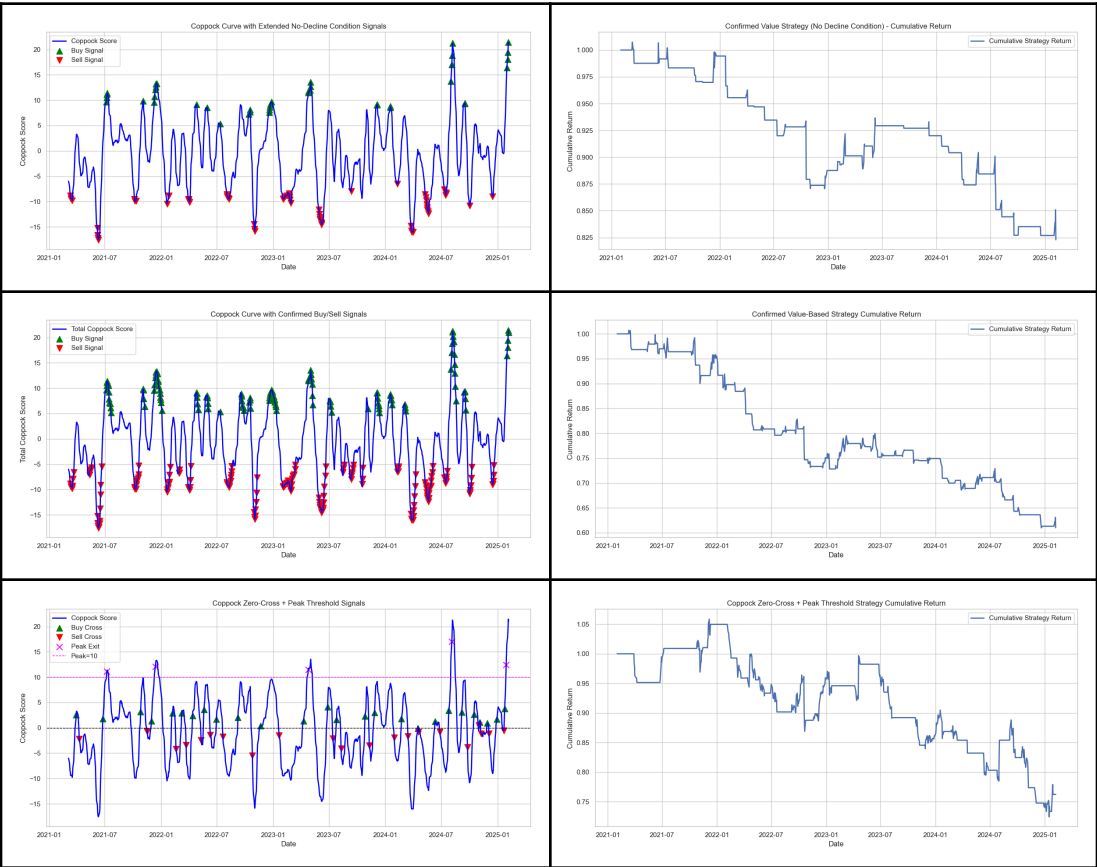 Coppock Curve with Extended No-Decline Condition Signals
Coppock Score
Buy Signal
Sell Signal
Coppock Score
20
15
10
5
0
−5
−10
−15
2021-01 2021-07 2022-01 2022-07 2023-01 2023-07 2024-01 2024-07 2025-01
Date
Confirmed Value Strategy (No Decline Condition) - Cumulative Return
Cumulative Strategy Return
Cumulative Return
1.000
0.975
0.950
0.925
0.900
0.875
0.850
0.825
2021-01 2021-07 2022-01 2022-07 2023-01 2023-07 2024-01 2024-07 2025-01
Date
Coppock Curve with Confirmed Buy/Sell Signals
Total Coppock Score
Buy Signal
Sell Signal
Total Coppock Score
20
15
10
5
0
−5
−10
−15
2021-01 2021-07 2022-01 2022-07 2023-01 2023-07 2024-01 2024-07 2025-01
Date
Confirmed Value-Based Strategy Cumulative Return
Cumulative Strategy Return
Cumulative Return
1.00
0.95
0.90
0.85
0.80
0.75
0.70
0.65
0.60
2021-01 2021-07 2022-01 2022-07 2023-01 2023-07 2024-01 2024-07 2025-01
Date
Coppock Zero-Cross + Peak Threshold Signals
Coppock Score
Buy Cross
Sell Cross
Peak Exit
Peak=10
Coppock Score
20
15
10
5
0
−5
−10
−15
2021-01 2021-07 2022-01 2022-07 2023-01 2023-07 2024-01 2024-07 2025-01
Date
Coppock Zero-Cross + Peak Threshold Strategy Cumulative Return
Cumulative Strategy Return
Cumulative Return
1.05
1.00
0.95
0.90
0.85
0.80
0.75
2021-01 2021-07 2022-01 2022-07 2023-01 2023-07 2024-01 2024-07 2025-01
Date